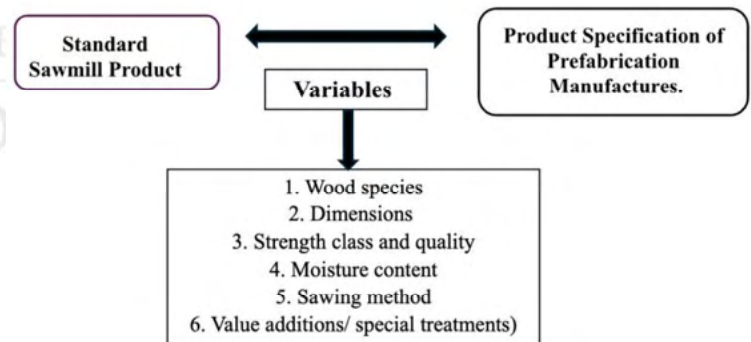 Standard
Sawmill Product
Product Specification of
Prefabrication
Manufactures.
Variables
1. Wood species
2. Dimensions
3. Strength class and quality
4. Moisture content
5. Sawing method
6. Value additions/ special treatments)